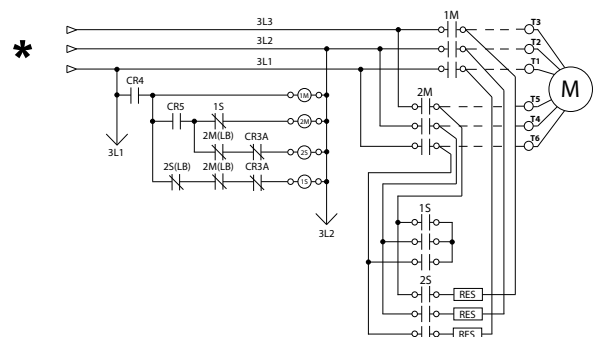 1M
3L3
T3
*
3L2
T2
3L1
T1
CR4
M
1M
2M
CR5
1S
T5
2M
T4
2M(LB)
CR3A
2S
T6
3L1
2S(LB)
2M(LB)
CR3A
1S
1S
3L2
2S
RES
RES
RES